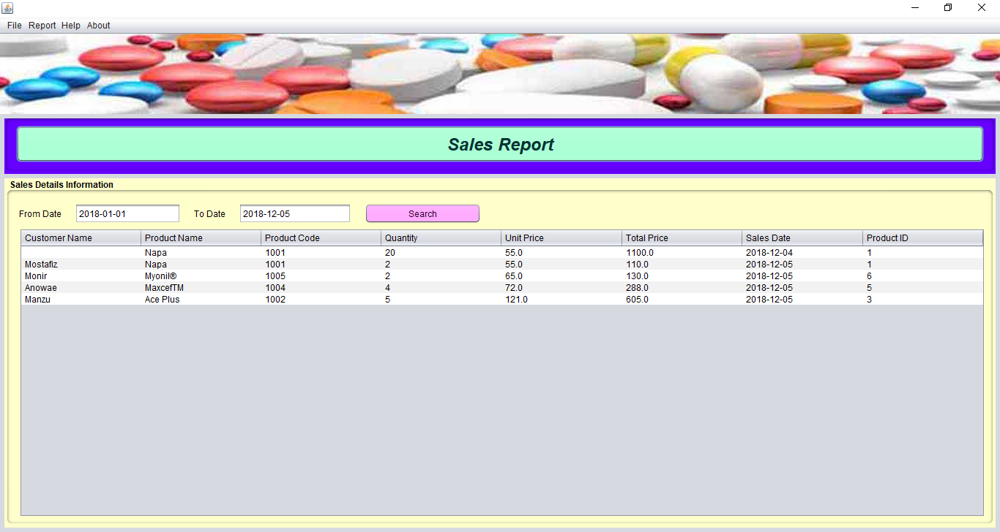 File Report Help About
Sales Report
Sales Details Information
From Date 2018-01-01 To Date 2018-12-05 Search
Customer Name Product Name Product Code Quantity Unit Price Total Price Sales Date Product ID
Napa 1001 20 55.0 1100.0 2018-12-04 1
Mostafiz Napa 1001 2 55.0 110.0 2018-12-05 1
Monir Myonil® 1005 2 65.0 130.0 2018-12-05 6
Anowae MaxcefTM 1004 4 72.0 288.0 2018-12-05 5
Manzu Ace Plus 1002 5 121.0 605.0 2018-12-05 3